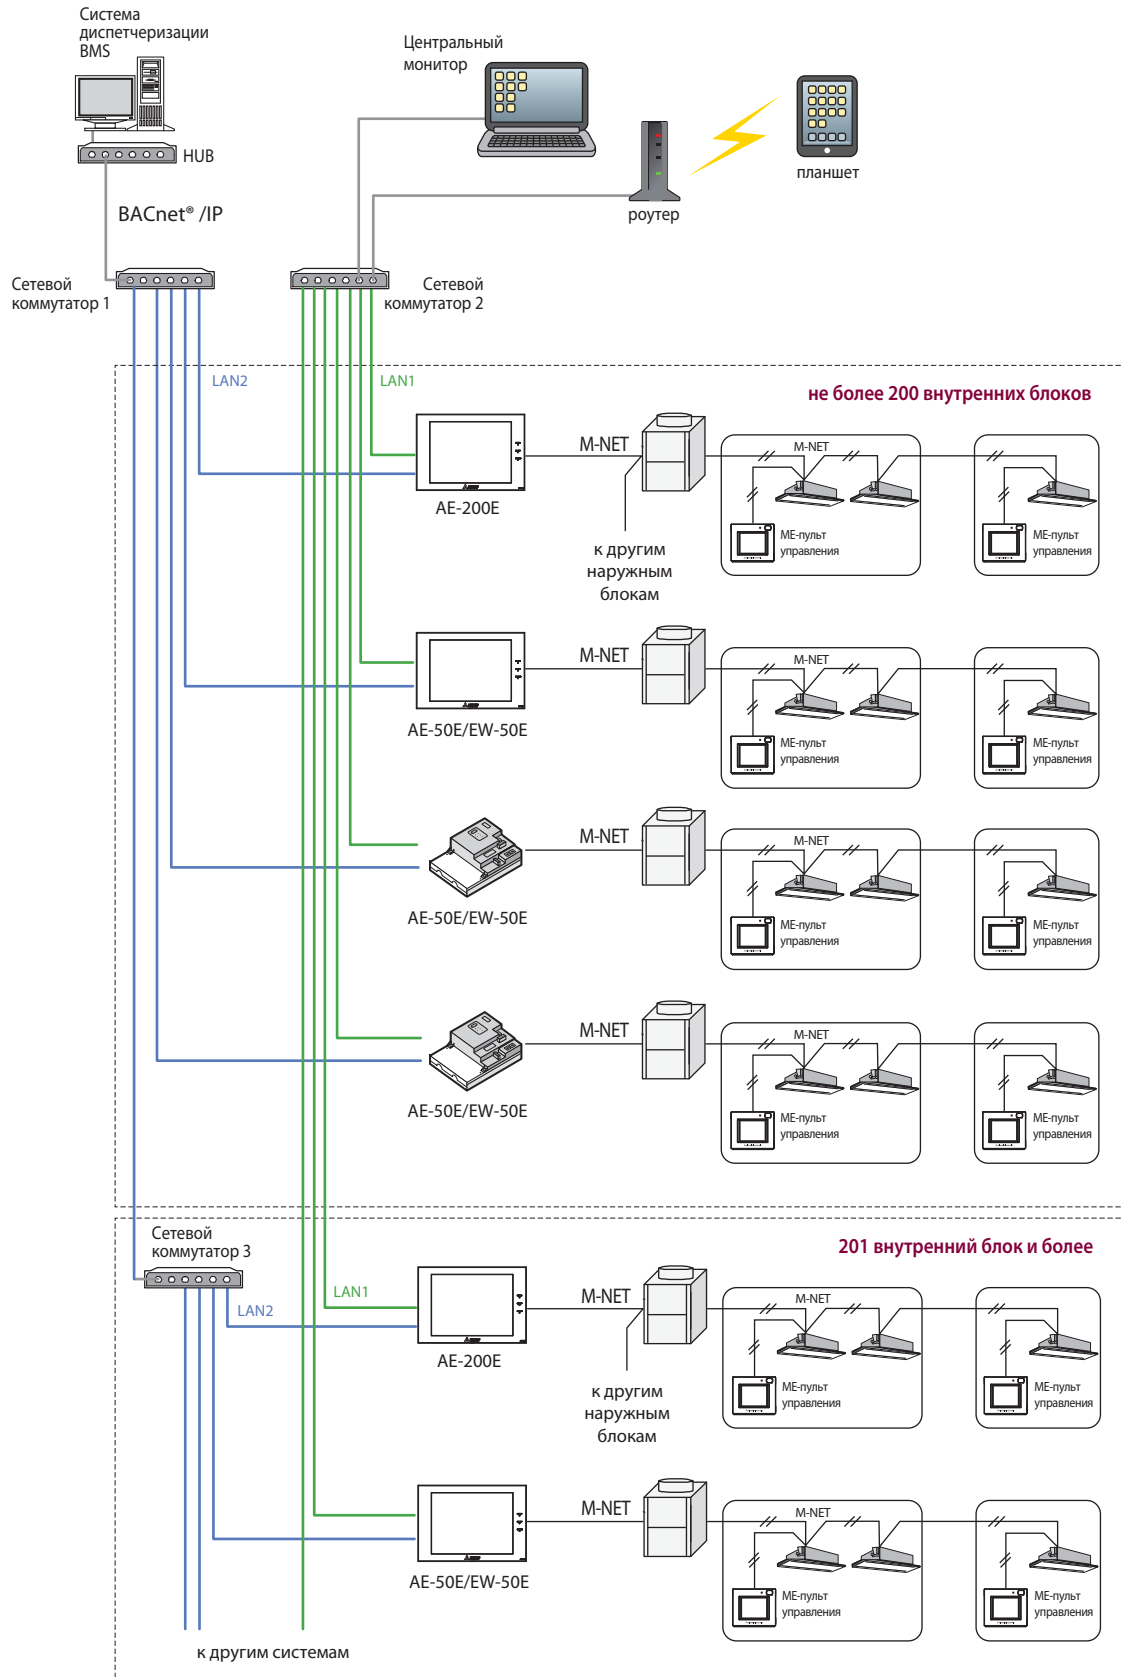 Система
диспетчеризации
BMS
Центральный
монитор
HUB
планшет
роутер
BACnet® /IP
Сетевой
коммутатор 1
Сетевой
коммутатор 2
LAN2
LAN1
не более 200 внутренних блоков
M-NET
M-NET
AE-200E
ME-пульт
управления
ME-пульт
управления
к другим
наружным
блокам
M-NET
M-NET
AE-50E/EW-50E
ME-пульт
управления
ME-пульт
управления
M-NET
M-NET
AE-50E/EW-50E
ME-пульт
управления
ME-пульт
управления
M-NET
M-NET
AE-50E/EW-50E
ME-пульт
управления
ME-пульт
управления
Сетевой
коммутатор 3
201 внутренний блок и более
LAN1
LAN2
M-NET
M-NET
AE-200E
ME-пульт
управления
ME-пульт
управления
к другим
наружным
блокам
M-NET
M-NET
AE-50E/EW-50E
ME-пульт
управления
ME-пульт
управления
к другим системам